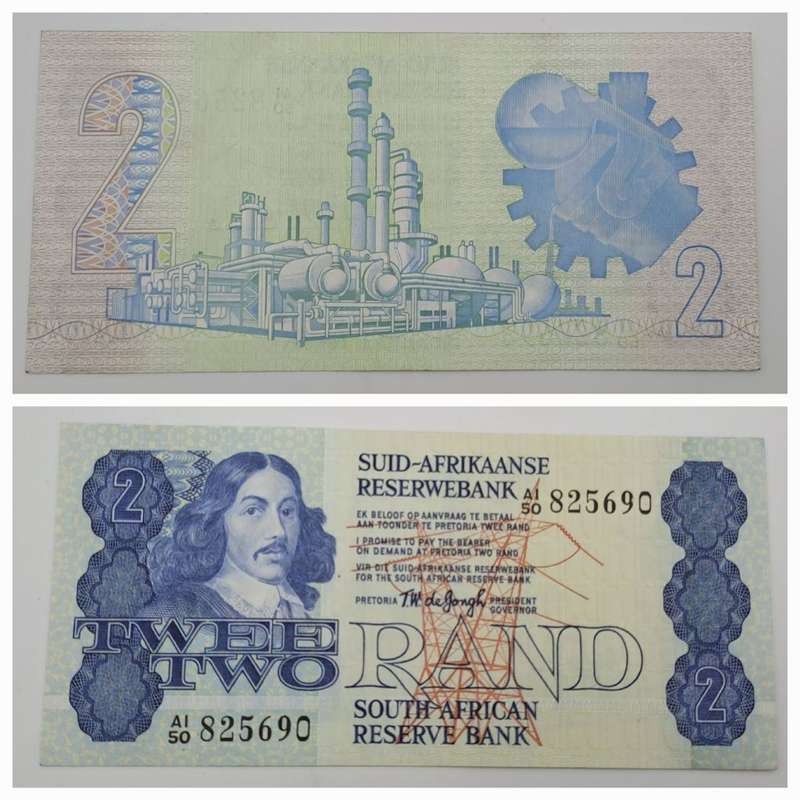 2
2
2
SUID-AFRIKAANSE
RESERWEBANK
AI/50 825690
EK BELOOF OP AANVRAAG TE BETAAL
AAN TOONDER TE PRETORIA TWEE RAND
I PROMISE TO PAY THE BEARER
ON DEMAND AT PRETORIA TWO RAND
VIR DIE SUID-AFRIKAANSE RESERWEBANK
FOR THE SOUTH AFRICAN RESERVE BANK
PRETORIA T.W. de Jongh PRESIDENT
GOVERNOR
TWEE
TWO
RAND
2
SOUTH AFRICAN
RESERVE BANK
AI/50 825690